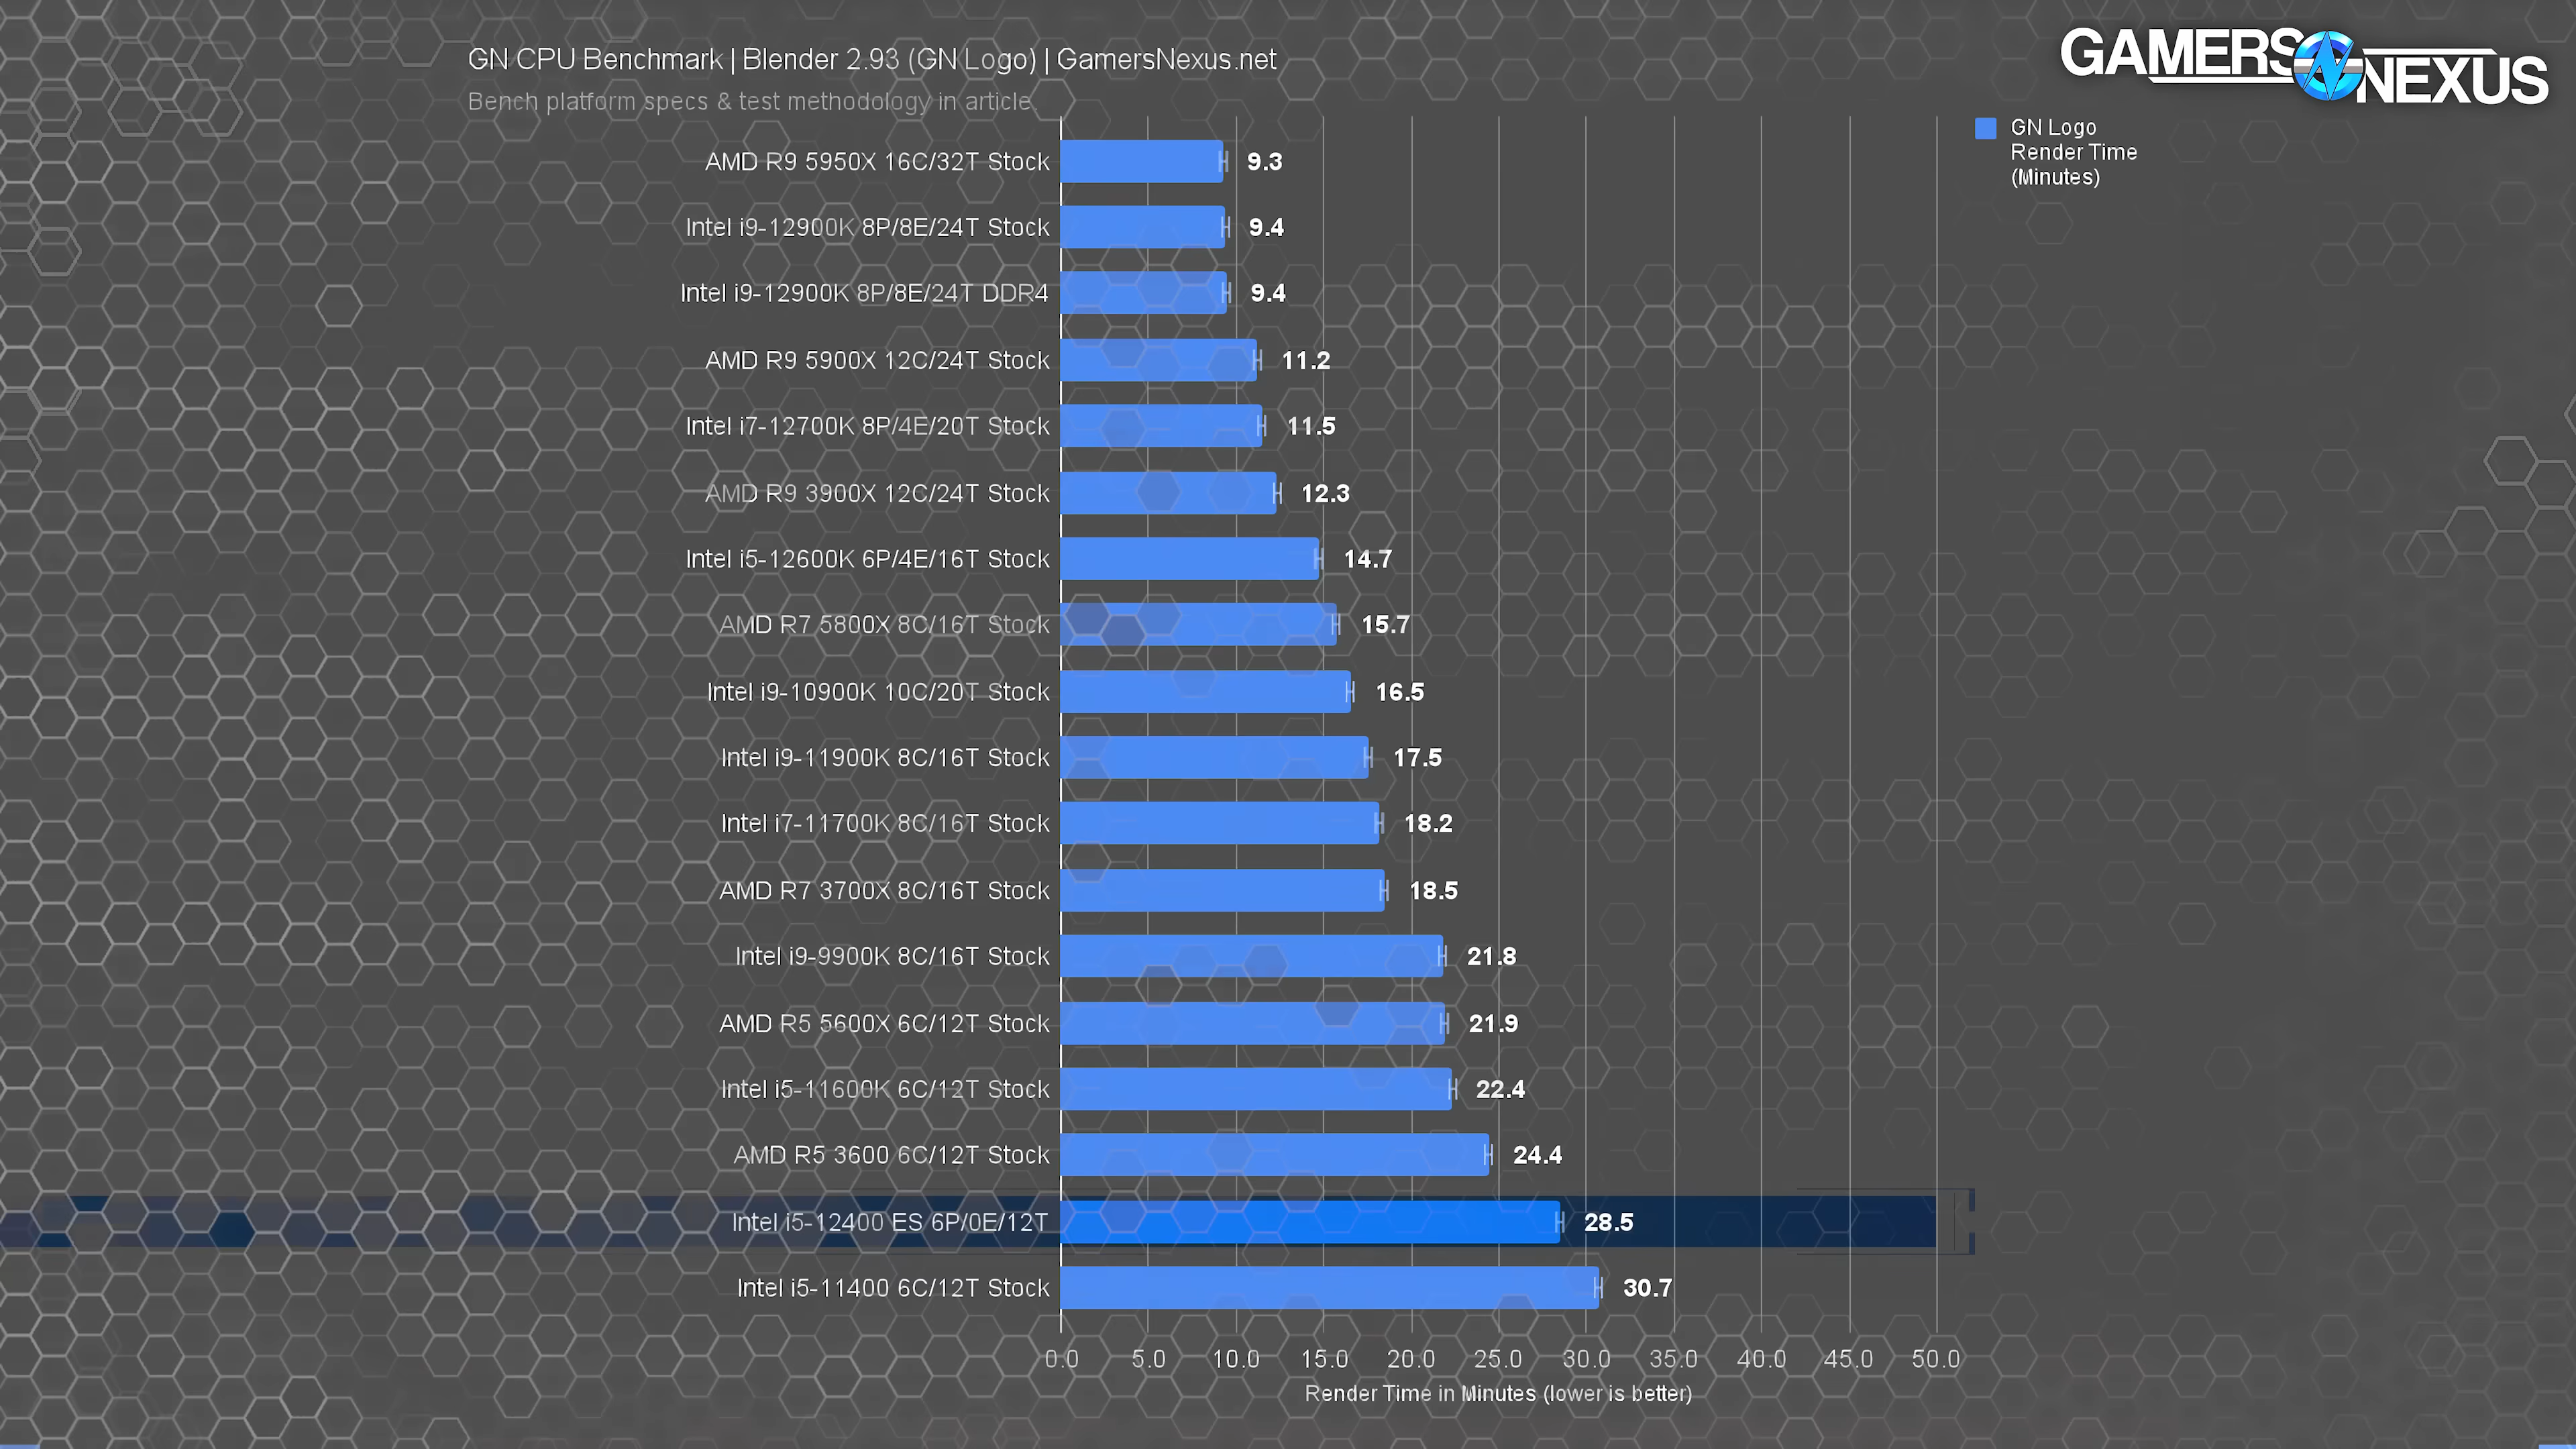 GN CPU Benchmark | Blender 2.93 (GN Logo) | GamersNexus.net
Bench platform specs & test methodology in article.
GAMERS NEXUS
GN Logo
Render Time
(Minutes)
AMD R9 5950X 16C/32T Stock 9.3
Intel i9-12900K 8P/8E/24T Stock 9.4
Intel i9-12900K 8P/8E/24T DDR4 9.4
AMD R9 5900X 12C/24T Stock 11.2
Intel i7-12700K 8P/4E/20T Stock 11.5
AMD R9 3900X 12C/24T Stock 12.3
Intel i5-12600K 6P/4E/16T Stock 14.7
AMD R7 5800X 8C/16T Stock 15.7
Intel i9-10900K 10C/20T Stock 16.5
Intel i9-11900K 8C/16T Stock 17.5
Intel i7-11700K 8C/16T Stock 18.2
AMD R7 3700X 8C/16T Stock 18.5
Intel i9-9900K 8C/16T Stock 21.8
AMD R5 5600X 6C/12T Stock 21.9
Intel i5-11600K 6C/12T Stock 22.4
AMD R5 3600 6C/12T Stock 24.4
Intel i5-12400 ES 6P/0E/12T 28.5
Intel i5-11400 6C/12T Stock 30.7
0.0 5.0 10.0 15.0 20.0 25.0 30.0 35.0 40.0 45.0 50.0
Render Time in Minutes (lower is better)